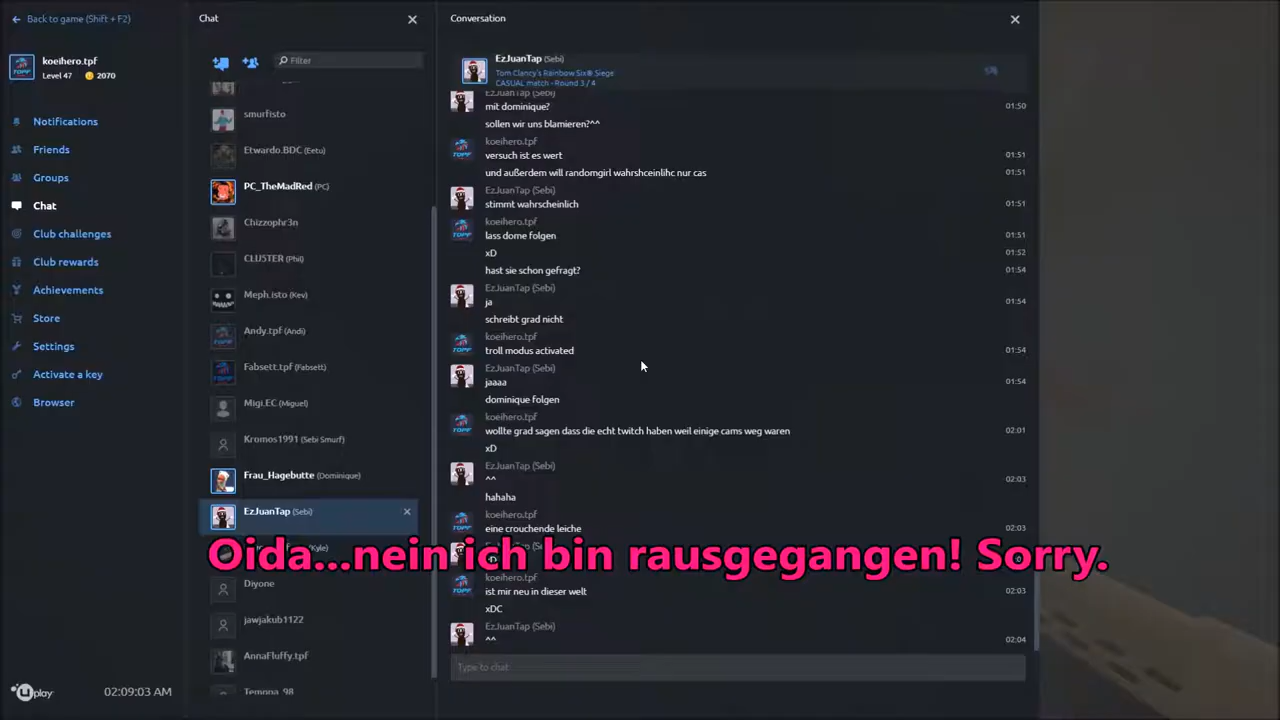 Back to game (Shift + F2)
koeihero.tpf
Level 47
2070
Notifications
Friends
Groups
Chat
Club challenges
Club rewards
Achievements
Store
Settings
Activate a key
Browser
uplay
02:09:03 AM
Chat
Filter
smurfisto
Etwardo.BDC (Eetu)
PC_TheMadRed (PC)
Chizzophr3n
CLU5TER (Phil)
Meph.isto (Kev)
Andy.tpf (Andi)
Fabsett.tpf (Fabsett)
Migi.EC (Miguel)
Kromos1991 (Sebi Smurf)
Frau_Hagebutte (Dominique)
EzJuanTap (Sebi)
(Kyle)
Diyone
jawjakub1122
AnnaFluffy.tpf
Tempna_98
Conversation
EzJuanTap (Sebi)
Tom Clancy's Rainbow Six® Siege
CASUAL match - Round 3 / 4
EzJuanTap (Sebi)
mit dominique? 01:50
sollen wir uns blamieren?^^
koeihero.tpf
versuch ist es wert 01:51
und außerdem will randomgirl wahrsheinlihc nur cas 01:51
EzJuanTap (Sebi)
stimmt wahrscheinlich 01:51
koeihero.tpf
lass dome folgen 01:51
xD 01:52
hast sie schon gefragt? 01:54
EzJuanTap (Sebi)
ja 01:54
schreibt grad nicht
koeihero.tpf
troll modus activated 01:54
EzJuanTap (Sebi)
jaaaa 01:54
dominique folgen
koeihero.tpf
wollte grad sagen dass die echt twitch haben weil einige cams weg waren 02:01
xD
EzJuanTap (Sebi)
^^ 02:03
hahaha
koeihero.tpf
eine crouchende leiche 02:03
Oida...nein ich bin rausgegangen! Sorry.
koeihero.tpf
ist mir neu in dieser welt 02:03
xDC
EzJuanTap (Sebi)
^^ 02:04
Type to chat